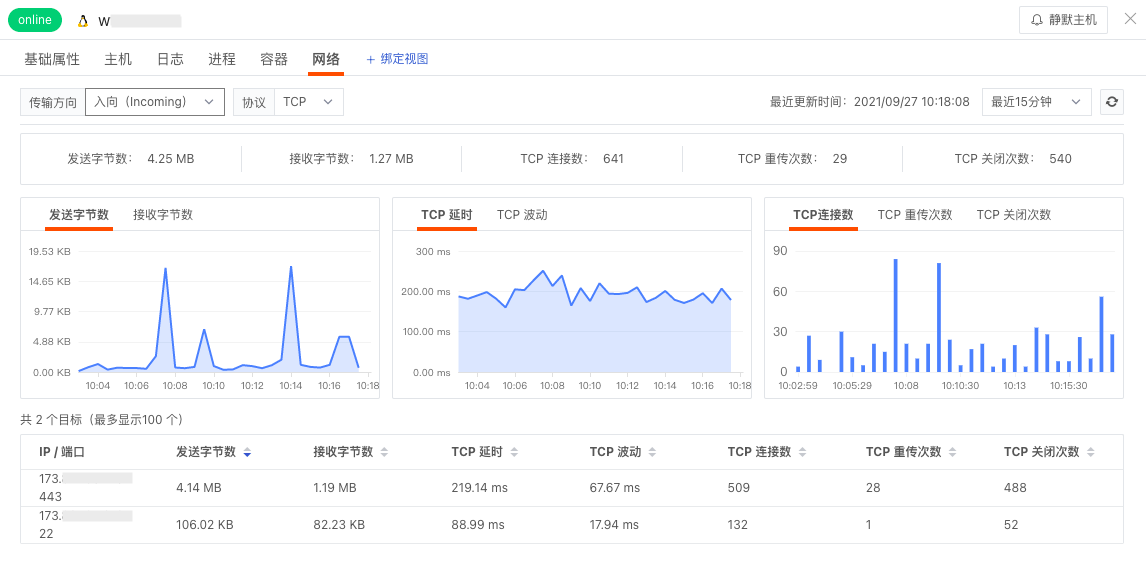 online W 静默主机
基础属性 主机 日志 进程 容器 网络 + 绑定视图
传输方向 入向（Incoming） 协议 TCP 最近更新时间：2021/09/27 10:18:08 最近15分钟
发送字节数： 4.25 MB 接收字节数： 1.27 MB TCP 连接数： 641 TCP 重传次数： 29 TCP 关闭次数： 540
发送字节数 接收字节数
19.53 KB
14.65 KB
9.77 KB
4.88 KB
0.00 KB
10:04 10:06 10:08 10:10 10:12 10:14 10:16 10:18
TCP 延时 TCP 波动
300 ms
200.00 ms
100.00 ms
0.00 ms
10:04 10:06 10:08 10:10 10:12 10:14 10:16 10:18
TCP连接数 TCP 重传次数 TCP 关闭次数
90
60
30
0
10:02:59 10:05:29 10:08 10:10:30 10:13 10:15:30
共 2 个目标（最多显示100 个）
IP / 端口 发送字节数 接收字节数 TCP 延时 TCP 波动 TCP 连接数 TCP 重传次数 TCP 关闭次数
173.
443 4.14 MB 1.19 MB 219.14 ms 67.67 ms 509 28 488
173.
22 106.02 KB 82.23 KB 88.99 ms 17.94 ms 132 1 52